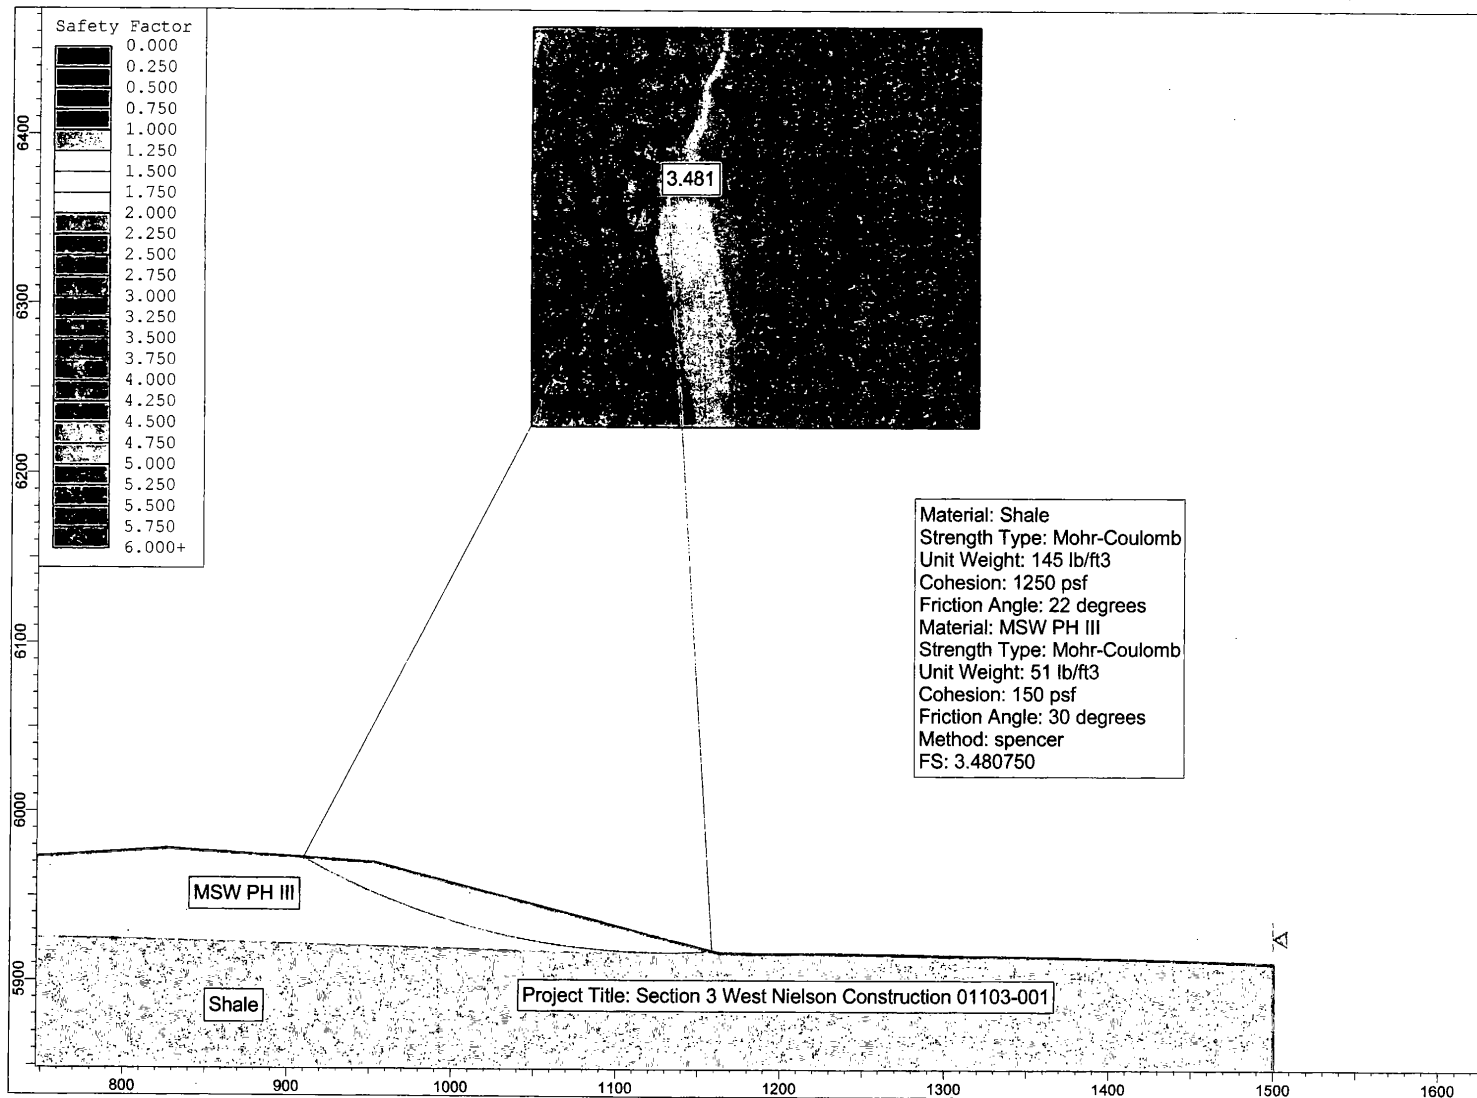 Safety Factor
0.000
0.250
0.500
0.750
1.000
1.250
1.500
1.750
2.000
2.250
2.500
2.750
3.000
3.250
3.500
3.750
4.000
4.250
4.500
4.750
5.000
5.250
5.500
5.750
6.000+
3.481
Material: Shale
Strength Type: Mohr-Coulomb
Unit Weight: 145 lb/ft3
Cohesion: 1250 psf
Friction Angle: 22 degrees
Material: MSW PH III
Strength Type: Mohr-Coulomb
Unit Weight: 51 lb/ft3
Cohesion: 150 psf
Friction Angle: 30 degrees
Method: spencer
FS: 3.480750
MSW PH III
Shale
Project Title: Section 3 West Nielson Construction 01103-001
6400
6300
6200
6100
6000
5900
800
900
1000
1100
1200
1300
1400
1500
1600